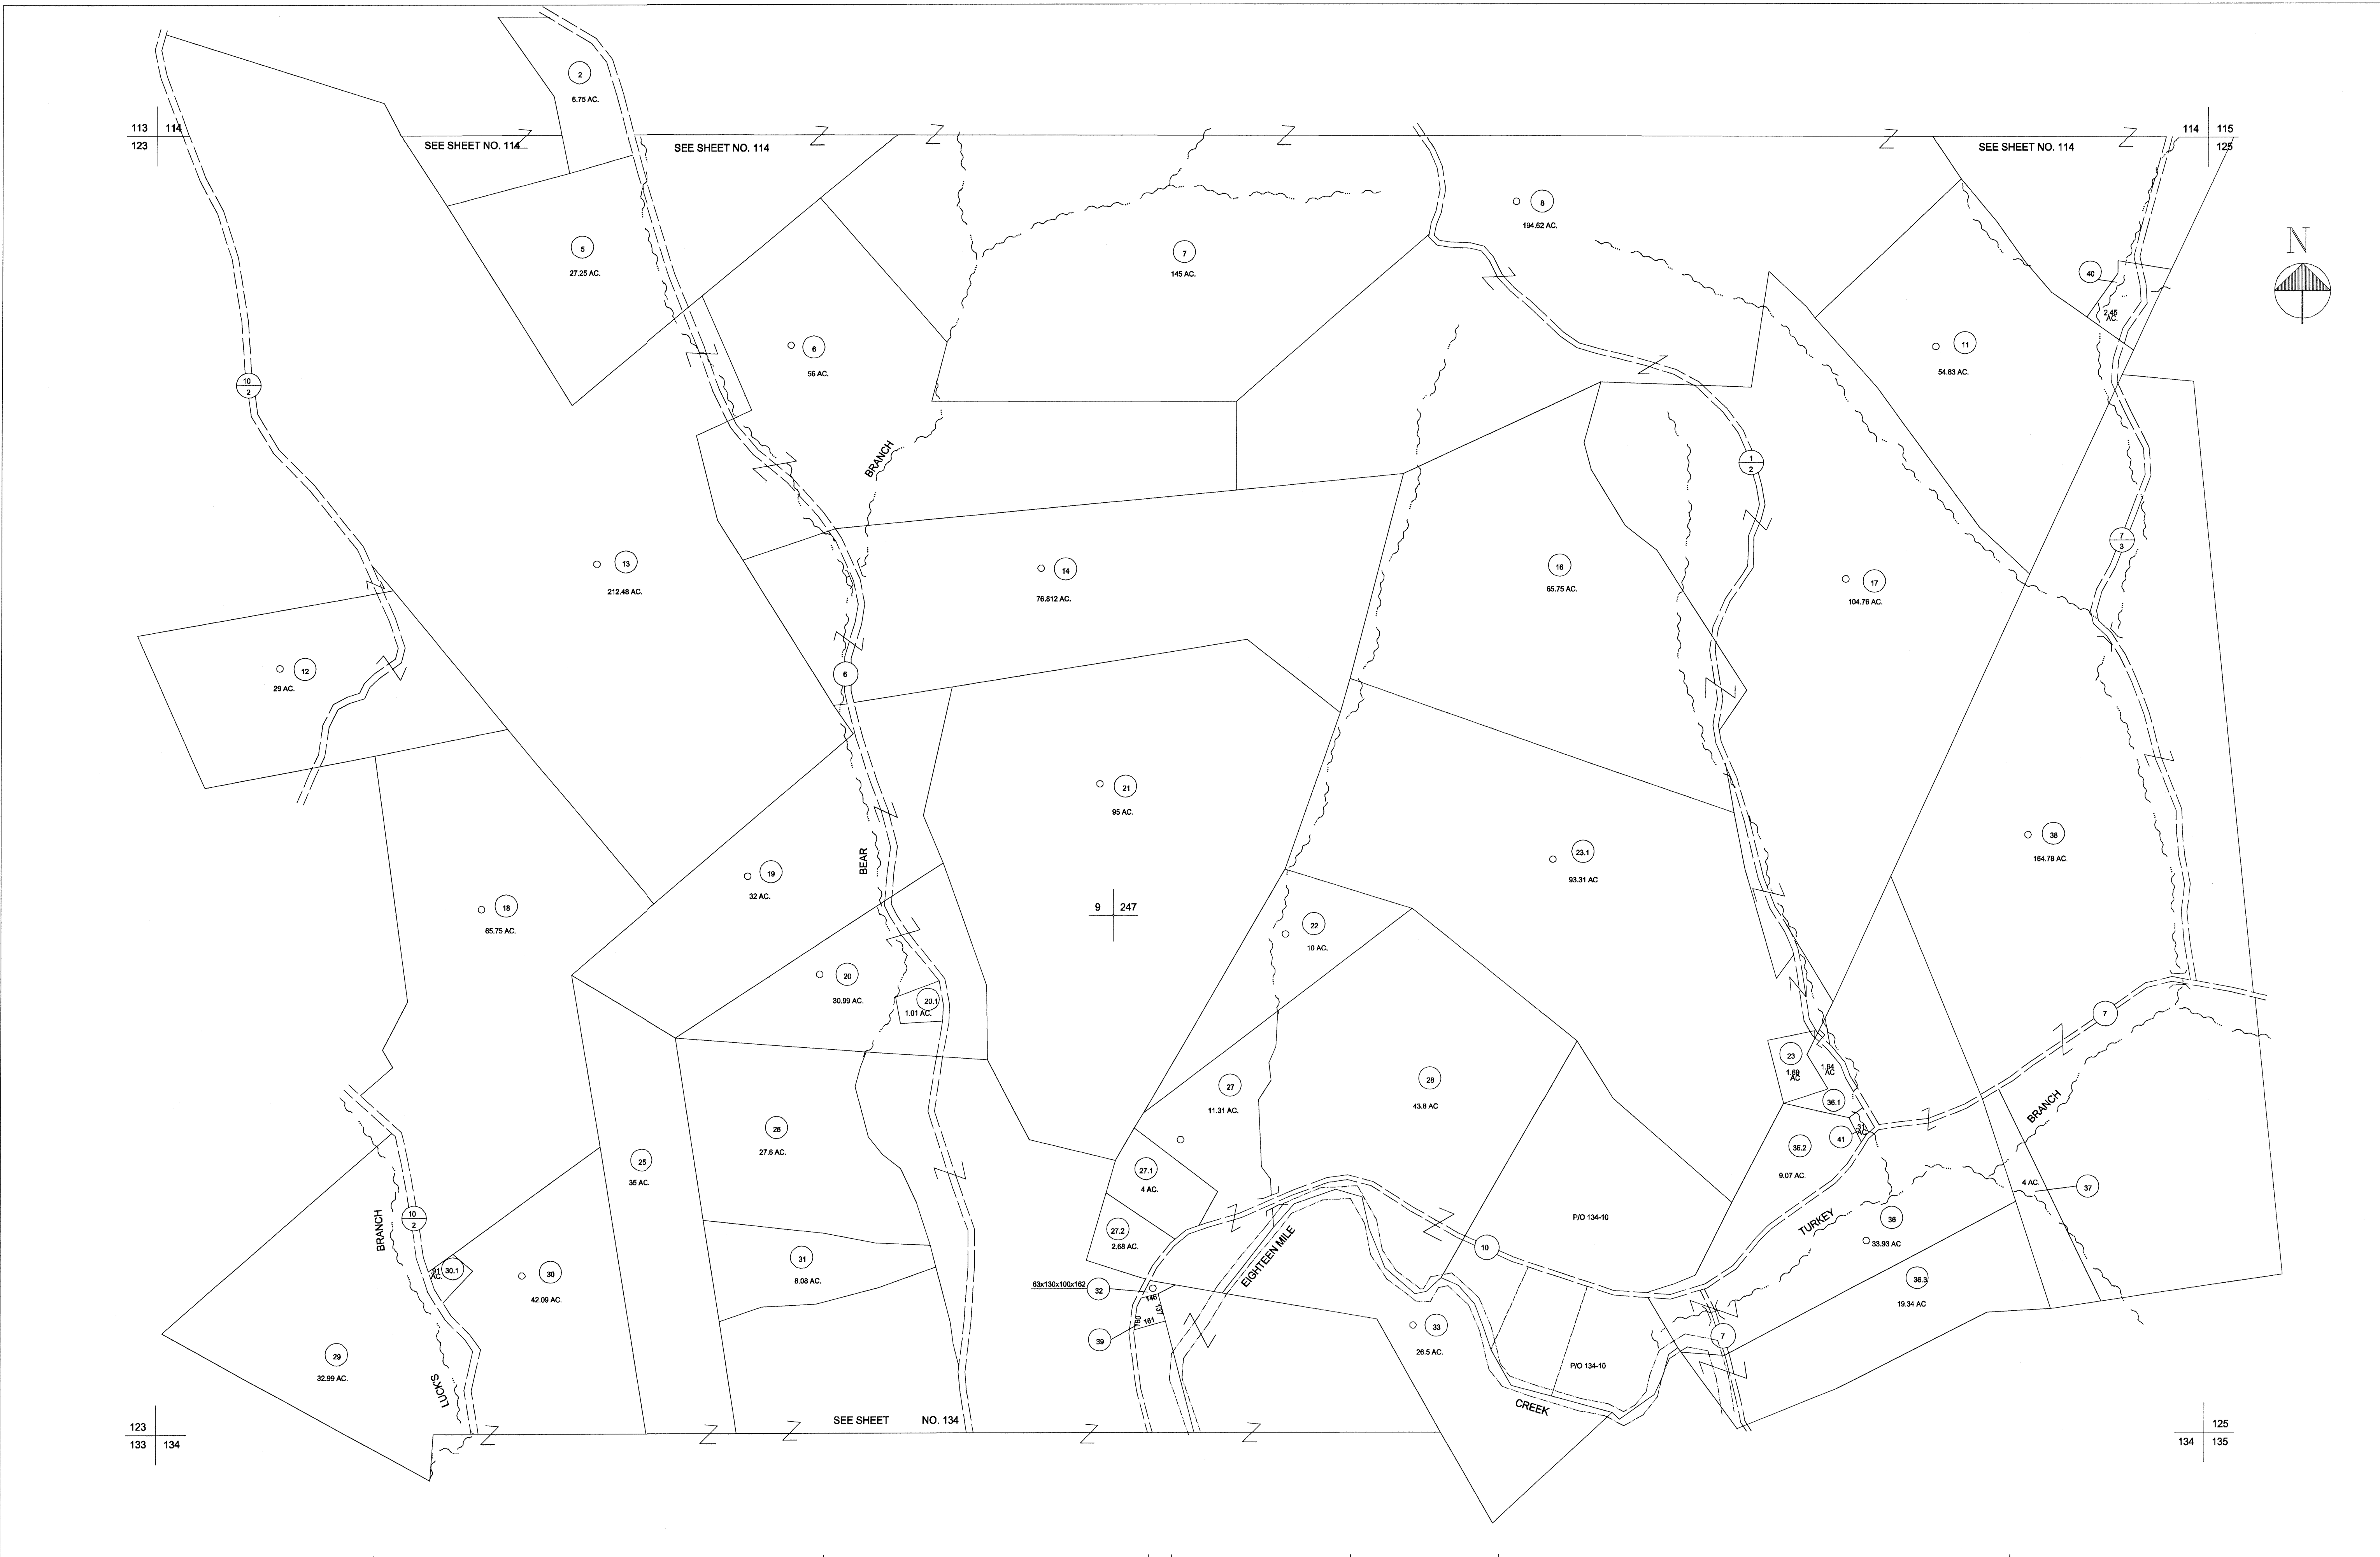 2
6.75 AC.
113 114
123
SEE SHEET NO. 114
SEE SHEET NO. 114
SEE SHEET NO. 114
114 115
125
N
8
194.62 AC.
5
27.25 AC.
7
145 AC.
40
2.45
AC.
6
56 AC.
11
54.83 AC.
10
2
BRANCH
1
2
7
3
13
212.48 AC.
14
76.812 AC.
16
65.75 AC.
17
104.76 AC.
12
29 AC.
6
21
95 AC.
38
164.78 AC.
BEAR
23.1
93.31 AC
19
32 AC.
18
65.75 AC.
9 247
22
10 AC.
20
30.99 AC.
20.1
1.01 AC.
7
23
1.69
AC
1.64
AC
27
11.31 AC.
28
43.8 AC
36.1
BRANCH
26
27.6 AC.
41
.31
AC.
36.2
9.07 AC.
25
35 AC.
27.1
4 AC.
4 AC.
37
10
2
BRANCH
P/O 134-10
TURKEY
36
33.93 AC
27.2
2.68 AC.
10
EIGHTEEN MILE
31
8.08 AC.
.91
AC.
30.1
30
42.09 AC.
36.3
19.34 AC
63x130x100x162
32
146
137
160
161
39
33
26.5 AC.
7
29
32.99 AC.
P/O 134-10
LUCKS
CREEK
SEE SHEET NO. 134
123
133 134
125
134 135